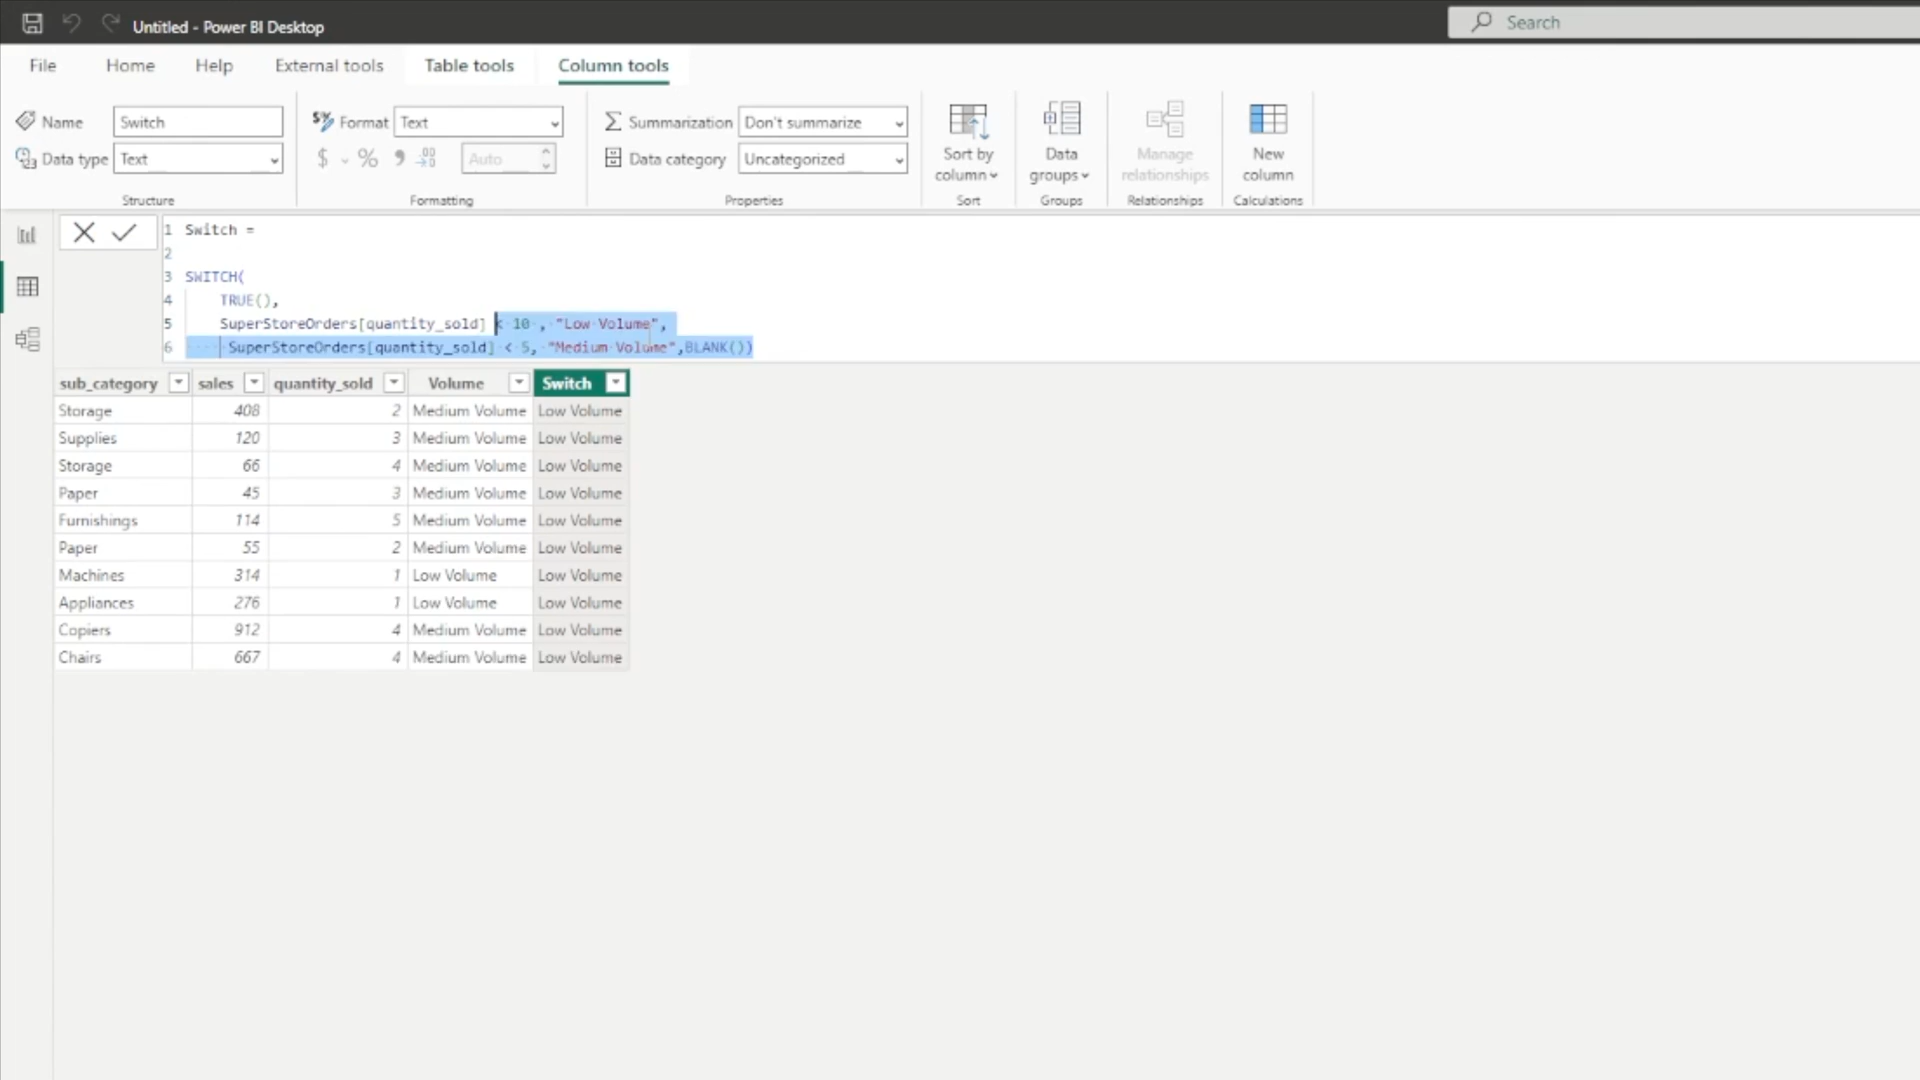 Untitled - Power BI Desktop
Search
File Home Help External tools Table tools Column tools
Name Switch Format Text Summarization Don't summarize
Data type Text $ % 9 .00 →.0 Auto Data category Uncategorized
Sort by column Data groups Manage relationships New column
Structure Formatting Properties Sort Groups Relationships Calculations
1 Switch =
2
3 SWITCH(
4 TRUE(),
5 SuperStoreOrders[quantity_sold] < 10 , "Low Volume",
6 SuperStoreOrders[quantity_sold] < 5, "Medium Volume",BLANK())
sub_category sales quantity_sold Volume Switch
Storage 408 2 Medium Volume Low Volume
Supplies 120 3 Medium Volume Low Volume
Storage 66 4 Medium Volume Low Volume
Paper 45 3 Medium Volume Low Volume
Furnishings 114 5 Medium Volume Low Volume
Paper 55 2 Medium Volume Low Volume
Machines 314 1 Low Volume Low Volume
Appliances 276 1 Low Volume Low Volume
Copiers 912 4 Medium Volume Low Volume
Chairs 667 4 Medium Volume Low Volume